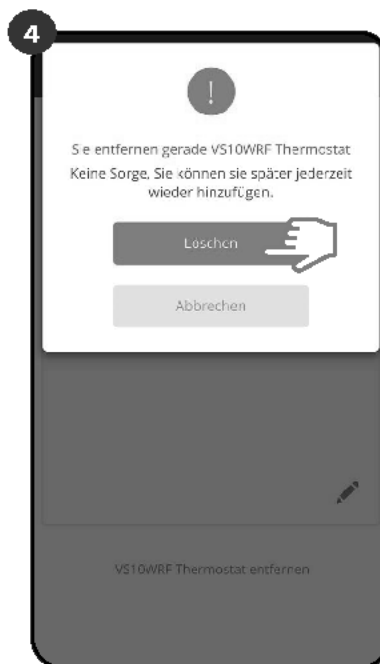 4
!
Sie entfernen gerade VS10WRF Thermostat
Keine Sorge, Sie können sie später jederzeit
wieder hinzufügen.
Löschen
Abbrechen
VS10WRF Thermostat entfernen